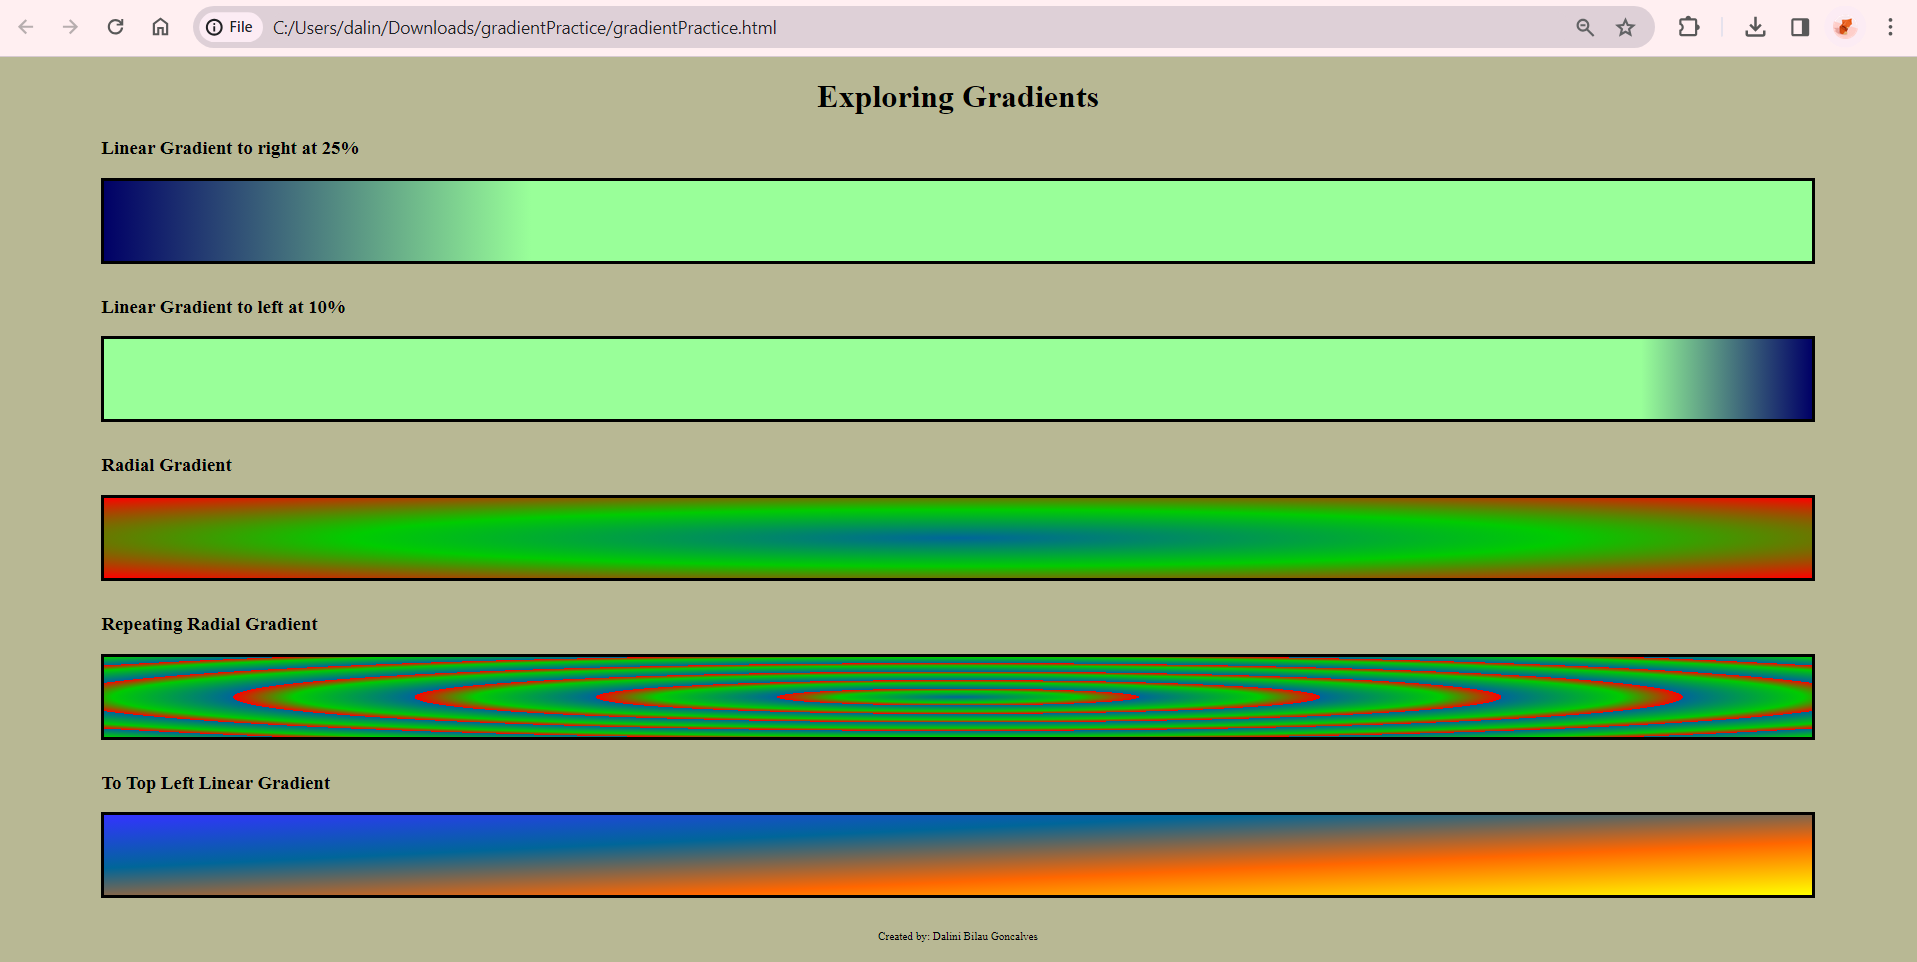 File C:/Users/dalin/Downloads/gradientPractice/gradientPractice.html
Exploring Gradients
Linear Gradient to right at 25%
Linear Gradient to left at 10%
Radial Gradient
Repeating Radial Gradient
To Top Left Linear Gradient
Created by: Dalini Bilau Goncalves